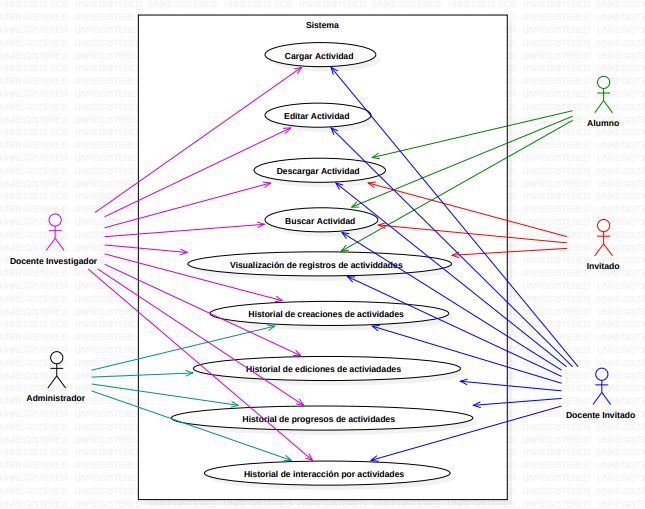 Sistema
Cargar Actividad
Editar Actividad
Alumno
Descargar Actividad
Buscar Actividad
Docente Investigador
Visualización de registros de actividdades
Invitado
Historial de creaciones de actividades
Historial de ediciones de activiadades
Administrador
Historial de progresos de actividades
Docente Invitado
Historial de interacción por actividades
UNREGISTERED